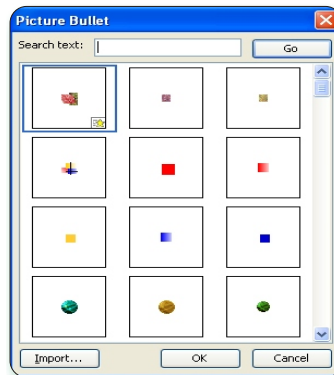 Picture Bullet
Search text:
Go
Import...
OK
Cancel